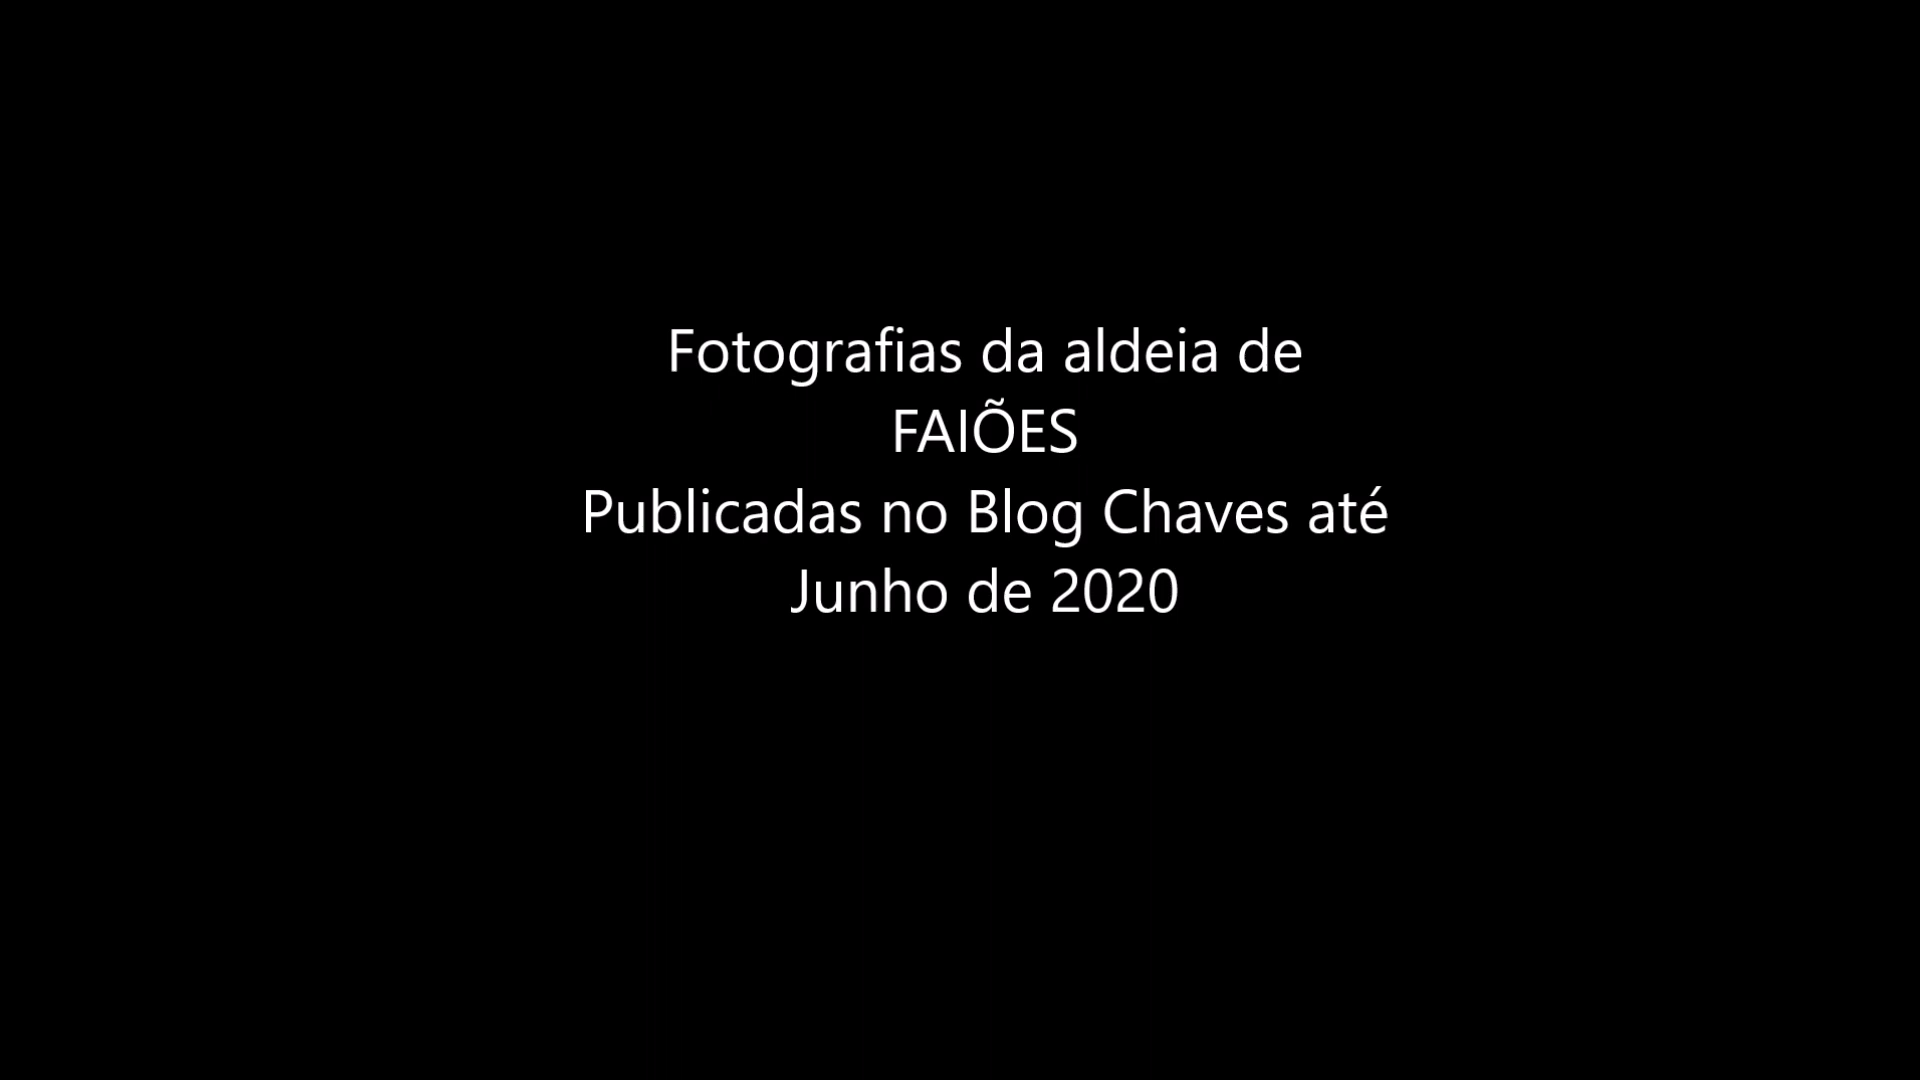 Fotografias da aldeia de
FAIÕES
Publicadas no Blog Chaves até
Junho de 2020